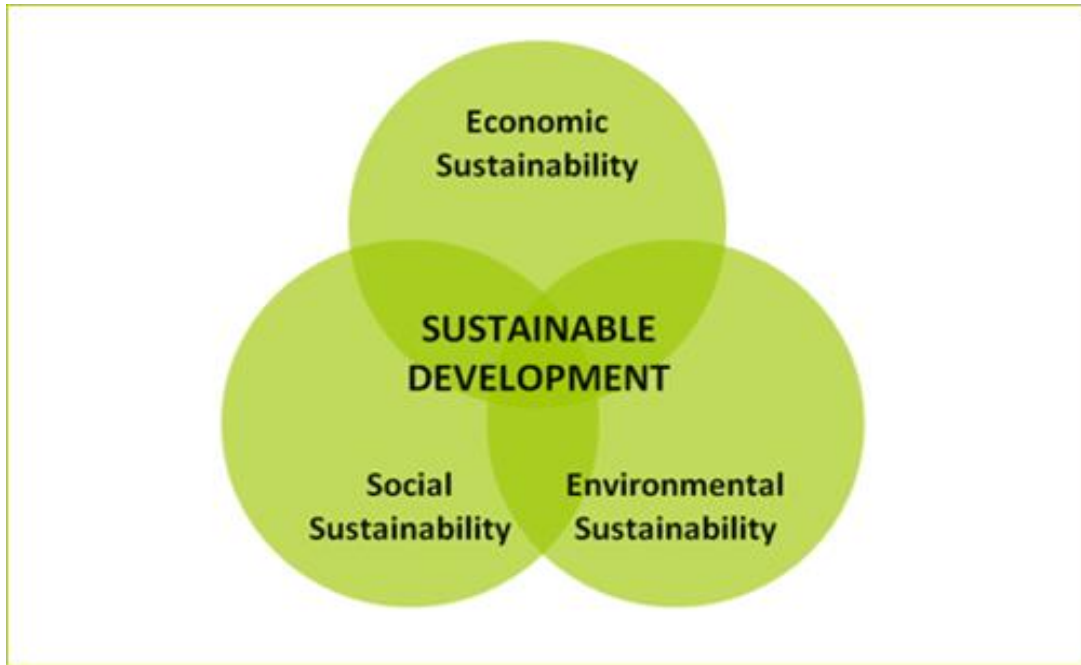 Economic
Sustainability
SUSTAINABLE
DEVELOPMENT
Social
Sustainability
Environmental
Sustainability